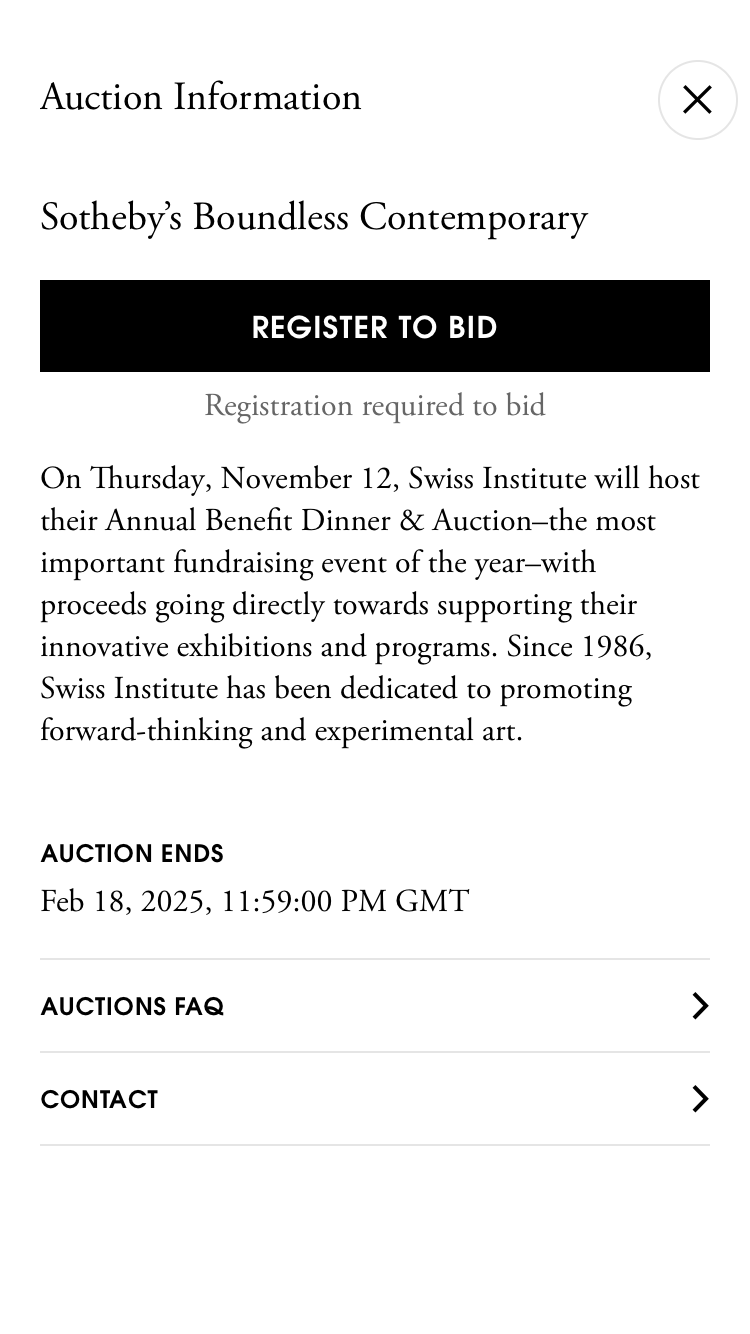 Auction Information
Sotheby’s Boundless Contemporary
REGISTER TO BID
Registration required to bid
On Thursday, November 12, Swiss Institute will host
their Annual Benefit Dinner & Auction–the most
important fundraising event of the year–with
proceeds going directly towards supporting their
innovative exhibitions and programs. Since 1986,
Swiss Institute has been dedicated to promoting
forward-thinking and experimental art.
AUCTION ENDS
Feb 18, 2025, 11:59:00 PM GMT
AUCTIONS FAQ
CONTACT